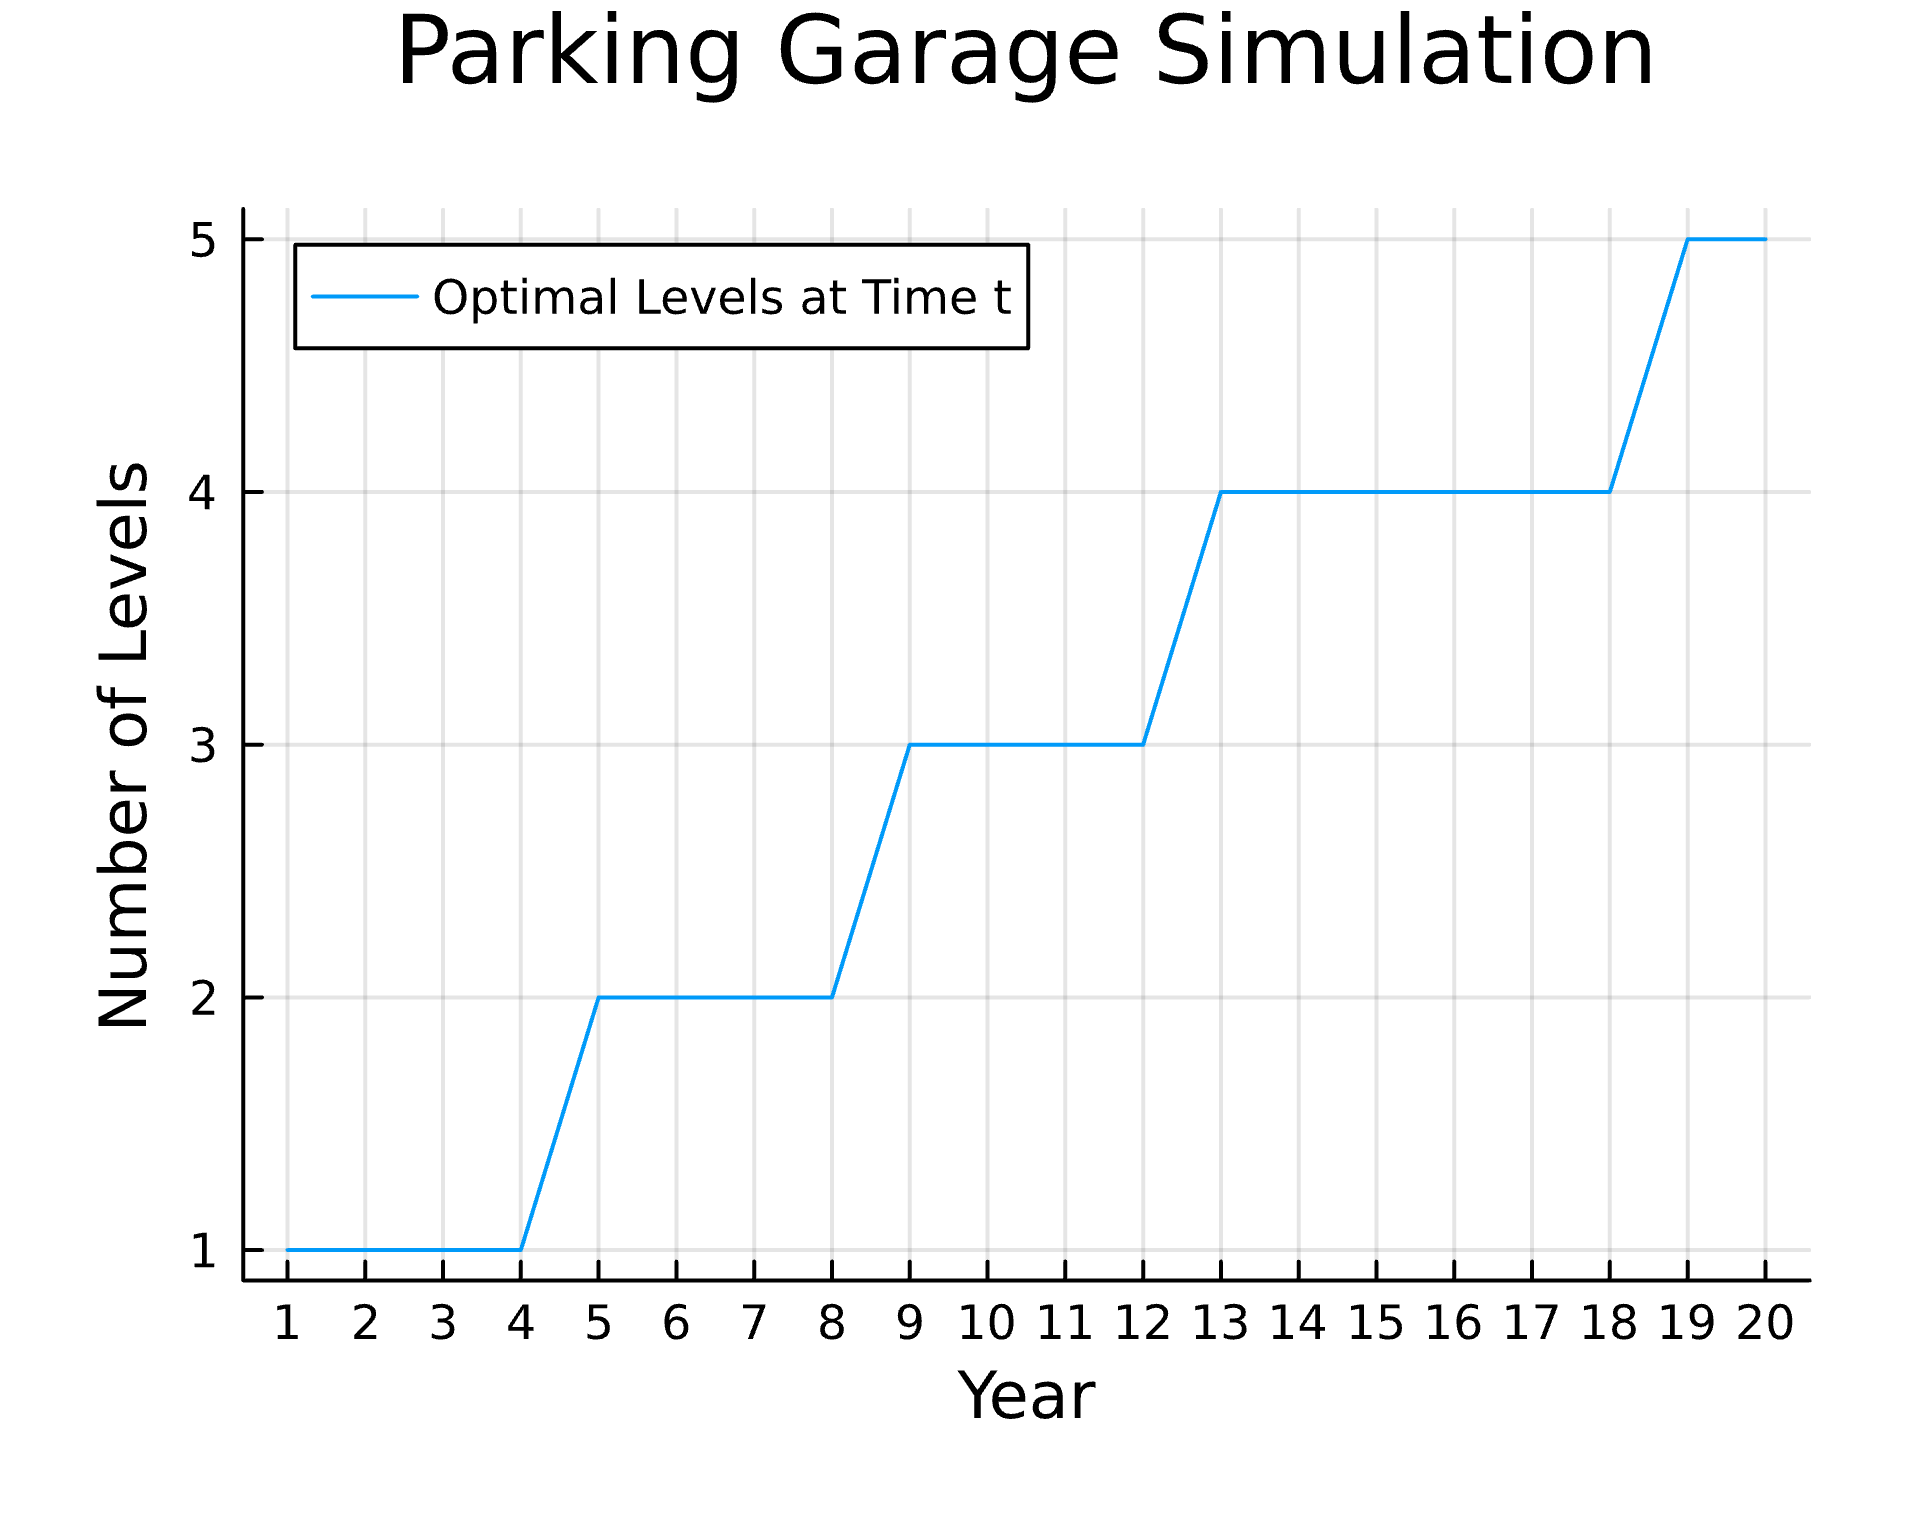 Parking Garage Simulation
5
Optimal Levels at Time t
4
3
2
1
Number of Levels
1 2 3 4 5 6 7 8 9 10 11 12 13 14 15 16 17 18 19 20
Year